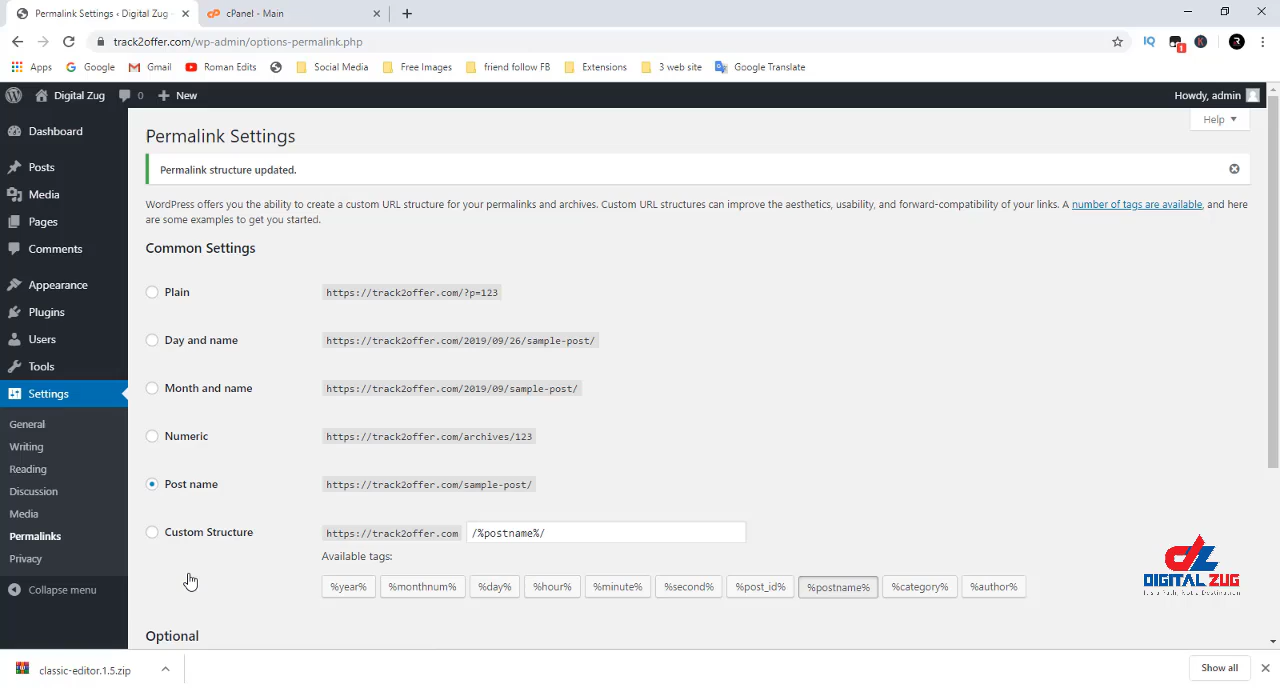 Permalink Settings ‹ Digital Zug
cPanel - Main
track2offer.com/wp-admin/options-permalink.php
IQ
1
K
R
Apps
Google
Gmail
Roman Edits
Social Media
Free Images
friend follow FB
Extensions
3 web site
Google Translate
Digital Zug
0
New
Howdy, admin
Help
Dashboard
Posts
Media
Pages
Comments
Appearance
Plugins
Users
Tools
Settings
General
Writing
Reading
Discussion
Media
Permalinks
Privacy
Collapse menu
Permalink Settings
Permalink structure updated.
WordPress offers you the ability to create a custom URL structure for your permalinks and archives. Custom URL structures can improve the aesthetics, usability, and forward-compatibility of your links. A number of tags are available, and here
are some examples to get you started.
Common Settings
Plain https://track2offer.com/?p=123
Day and name https://track2offer.com/2019/09/26/sample-post/
Month and name https://track2offer.com/2019/09/sample-post/
Numeric https://track2offer.com/archives/123
Post name https://track2offer.com/sample-post/
Custom Structure https://track2offer.com /%postname%/
Available tags:
%year% %monthnum% %day% %hour% %minute% %second% %post_id% %postname% %category% %author%
Optional
DIGITAL ZUG
classic-editor.1.5.zip
Show all